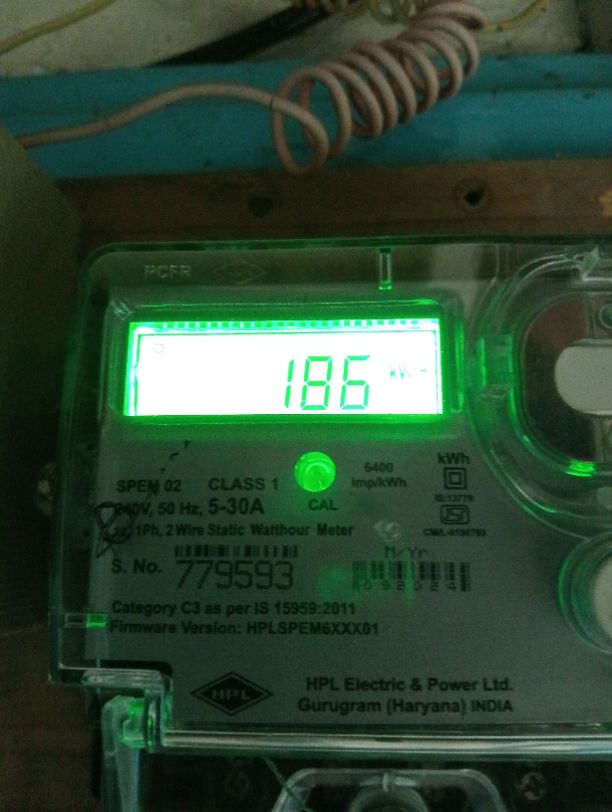 186 kWh
SPEM 02 CLASS 1
6400 imp/kWh
kWh
240V, 50 Hz, 5-30A
CAL
IS:13779
1Ph, 2 Wire Static Watthour Meter
M/Yr.
S. No. 779593
092024
Category C3 as per IS 15959:2011
Firmware Version: HPLSPEM6XXX01
HPL
HPL Electric & Power Ltd.
Gurugram (Haryana) INDIA